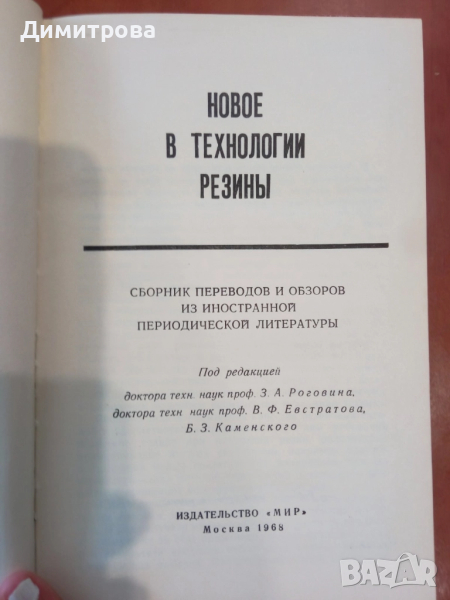 Димитрова
НОВОЕ
В ТЕХНОЛОГИИ
РЕЗИНЫ
СБОРНИК ПЕРЕВОДОВ И ОБЗОРОВ
ИЗ ИНОСТРАННОЙ
ПЕРИОДИЧЕСКОЙ ЛИТЕРАТУРЫ
Под редакцией
доктора техн. наук проф. З. А. Роговина,
доктора техн наук проф. В. Ф. Евстратова,
Б. З. Каменского
ИЗДАТЕЛЬСТВО «МИР»
Москва 1968
BAZAR